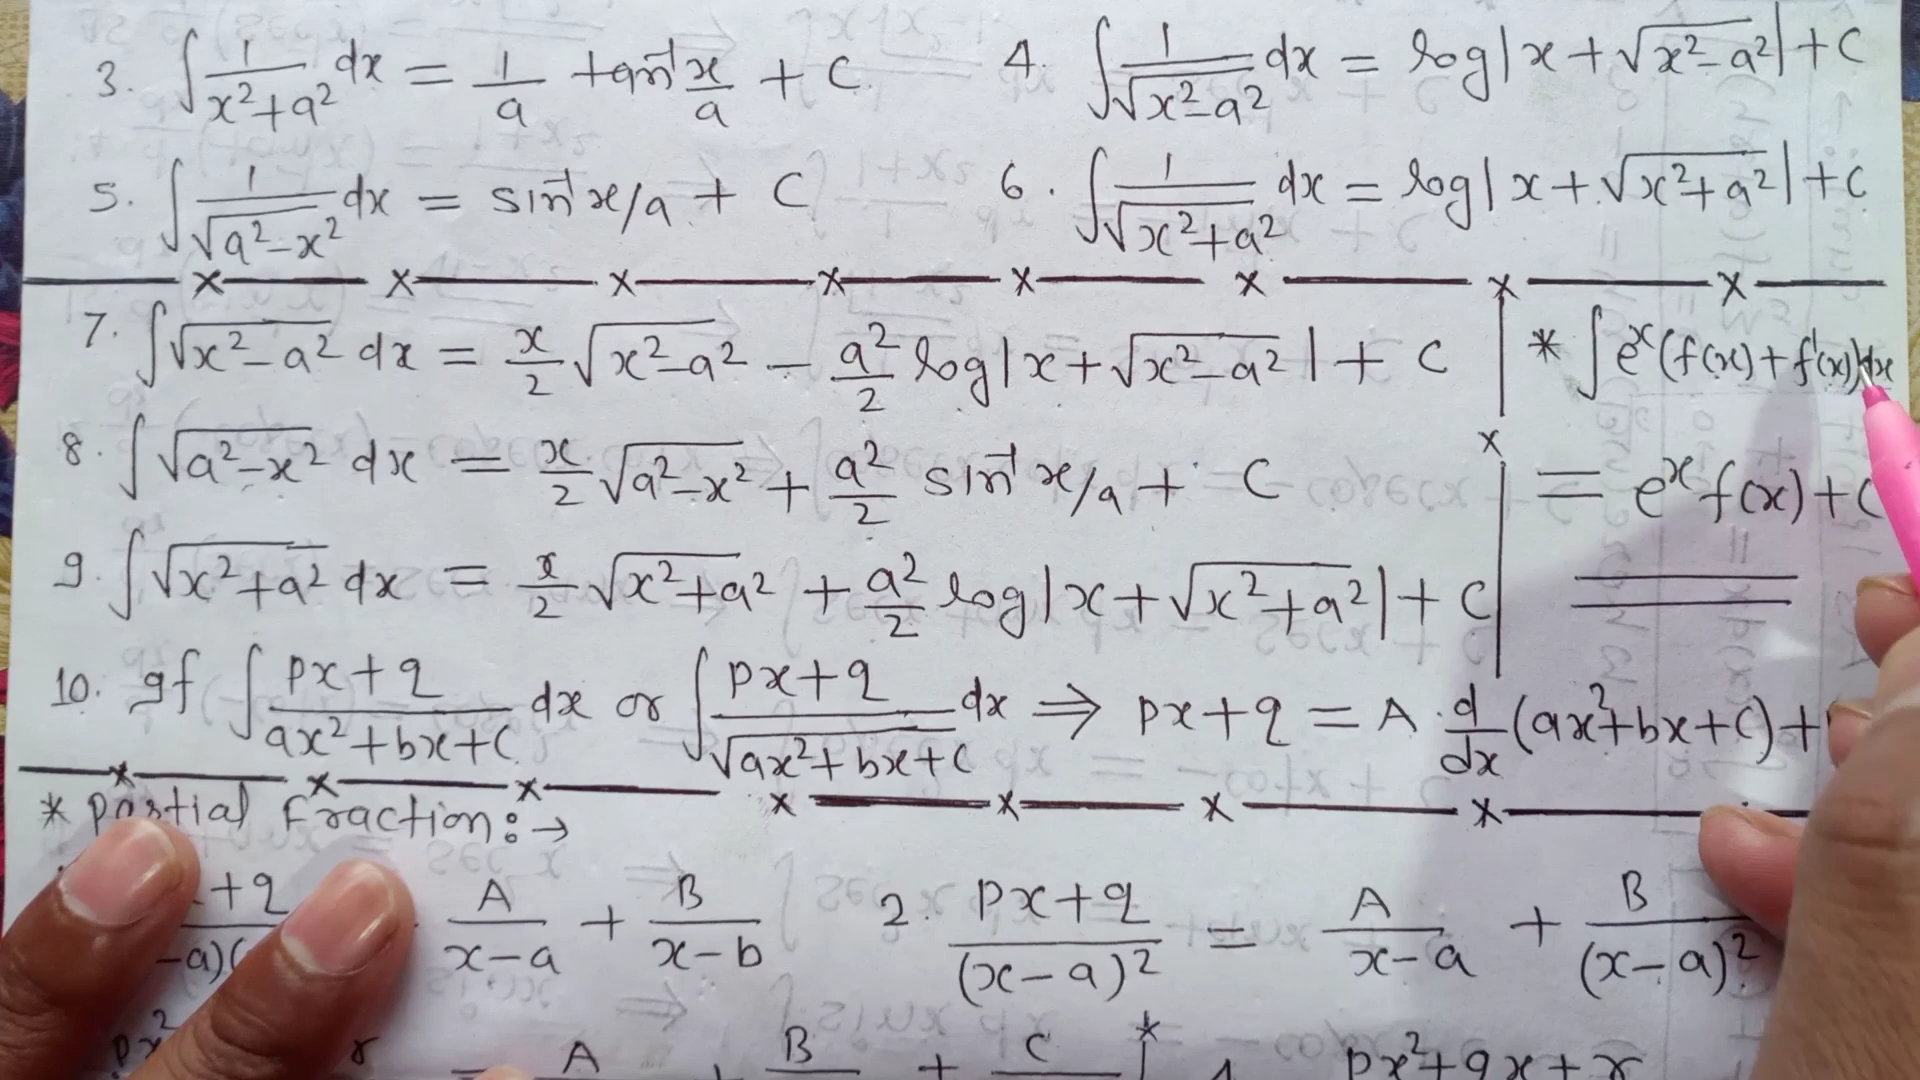 3. ∫ 1/(x²+a²) dx = 1/a tan⁻¹ x/a + C
4. ∫ 1/√(x²-a²) dx = log|x + √(x²-a²)| + C
5. ∫ 1/√(a²-x²) dx = sin⁻¹ x/a + C
6. ∫ 1/√(x²+a²) dx = log|x + √(x²+a²)| + C
7. ∫√(x²-a²) dx = x/2 √(x²-a²) - a²/2 log|x + √(x²-a²)| + C
* ∫eˣ(f(x) + f'(x))dx
= eˣ f(x) + C
8. ∫√(a²-x²) dx = x/2 √(a²-x²) + a²/2 sin⁻¹ x/a + C
9. ∫√(x²+a²) dx = x/2 √(x²+a²) + a²/2 log|x + √(x²+a²)| + C
10. gf ∫ (px+q)/(ax²+bx+c) dx or ∫ (px+q)/√(ax²+bx+c) dx ⇒ px+q = A · d/dx (ax²+bx+c) +
* Partial Fraction :→
+q A/(x-a) + B/(x-b)
2. (px+q)/(x-a)² = A/(x-a) + B/(x-a)²
px² r = A + B + C
px²+qx+r